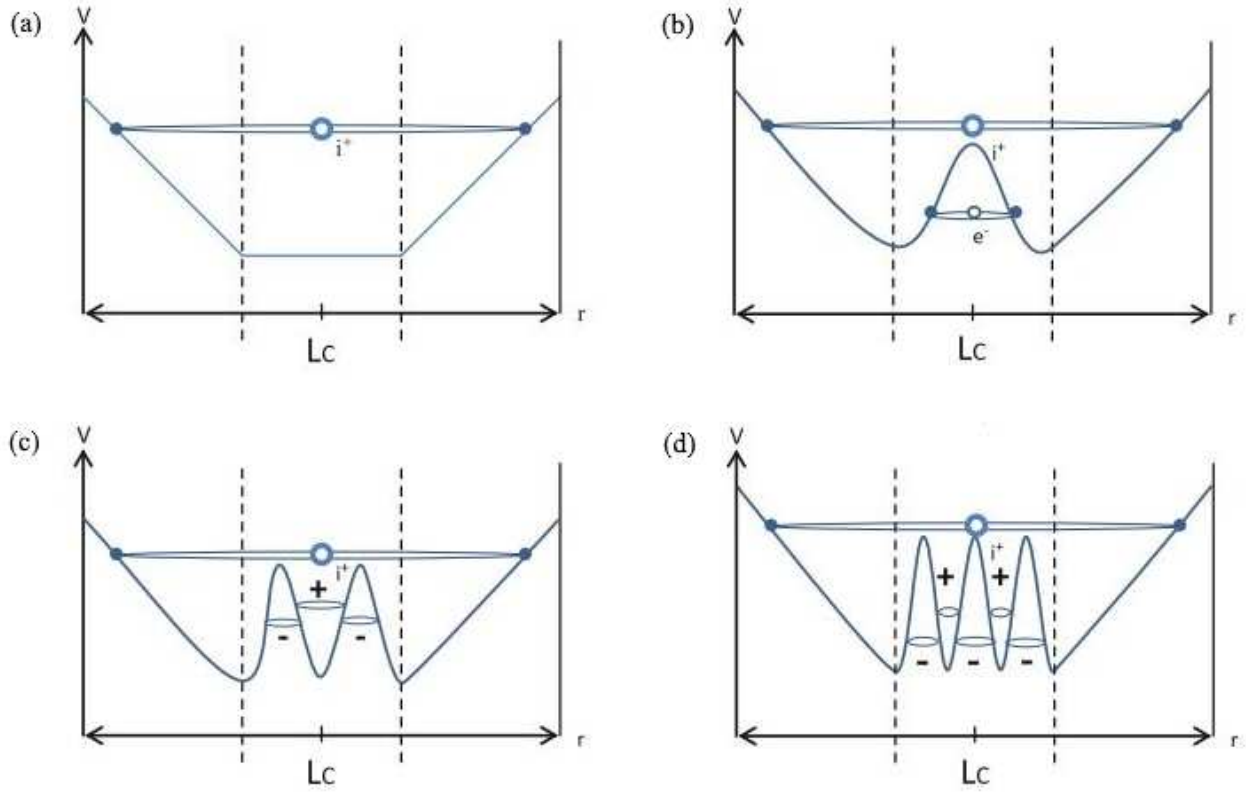 (a)
V
i⁺
r
Lc
(b)
V
i⁺
e⁻
r
Lc
(c)
V
i⁺
+
- -
r
Lc
(d)
V
i⁺
+ +
- - -
r
Lc